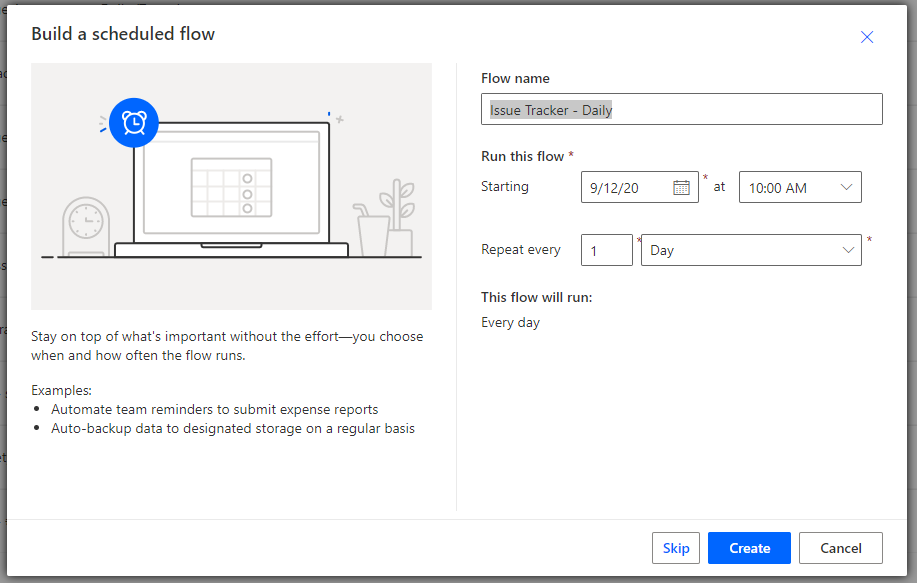 Build a scheduled flow
Flow name
Issue Tracker - Daily
Run this flow *
Starting 9/12/20 * at 10:00 AM
Repeat every 1 * Day *
This flow will run:
Every day
Stay on top of what's important without the effort—you choose
when and how often the flow runs.
Examples:
• Automate team reminders to submit expense reports
• Auto-backup data to designated storage on a regular basis
Skip Create Cancel